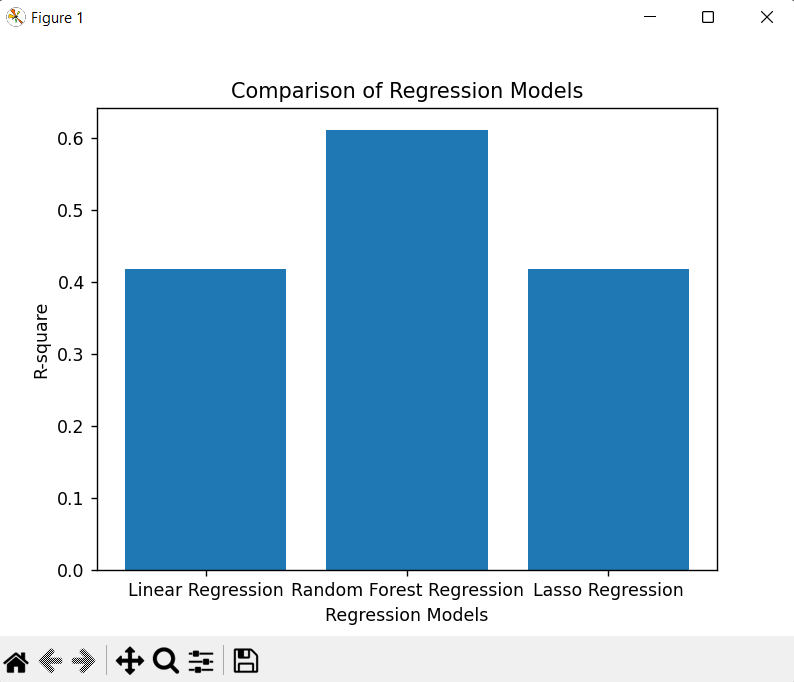 Figure 1
Comparison of Regression Models
0.6
0.5
0.4
0.3
0.2
0.1
0.0
R-square
Linear Regression Random Forest Regression Lasso Regression
Regression Models